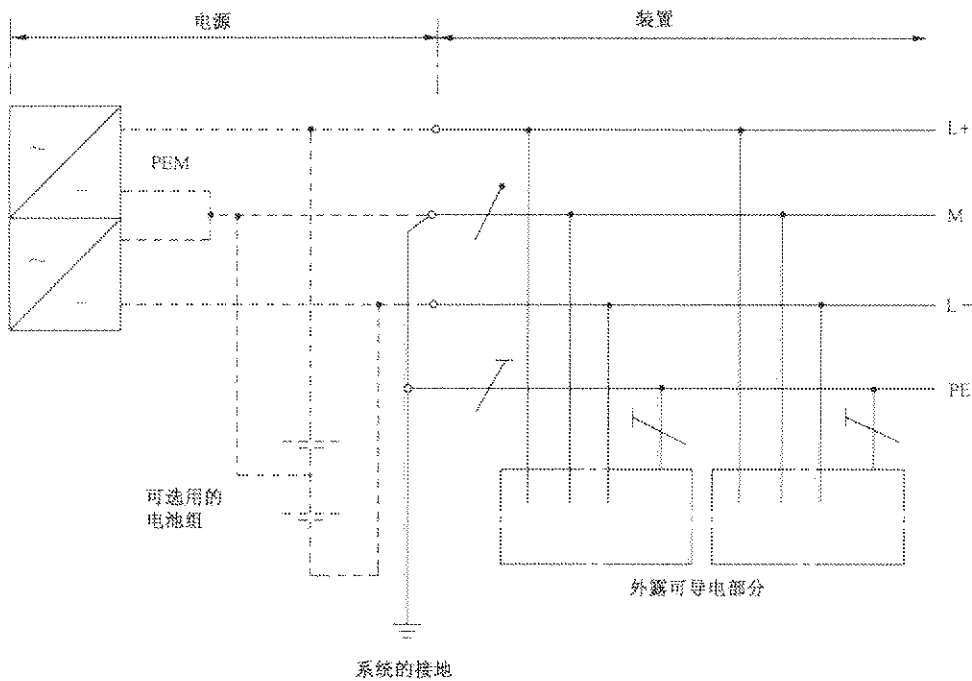 电源
装置
L+
PEM
M
L-
PE
可选用的
电池组
外露可导电部分
系统的接地